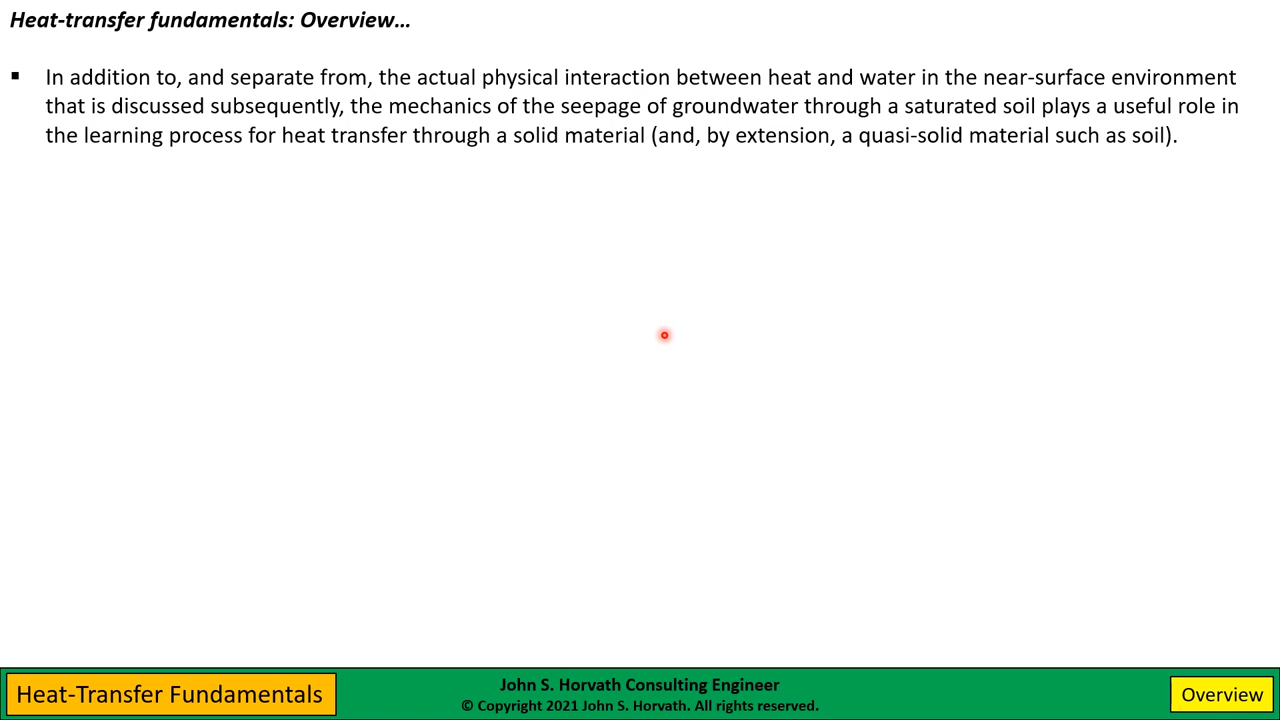 Heat-transfer fundamentals: Overview…
▪ In addition to, and separate from, the actual physical interaction between heat and water in the near-surface environment
that is discussed subsequently, the mechanics of the seepage of groundwater through a saturated soil plays a useful role in
the learning process for heat transfer through a solid material (and, by extension, a quasi-solid material such as soil).
Heat-Transfer Fundamentals
John S. Horvath Consulting Engineer
© Copyright 2021 John S. Horvath. All rights reserved.
Overview